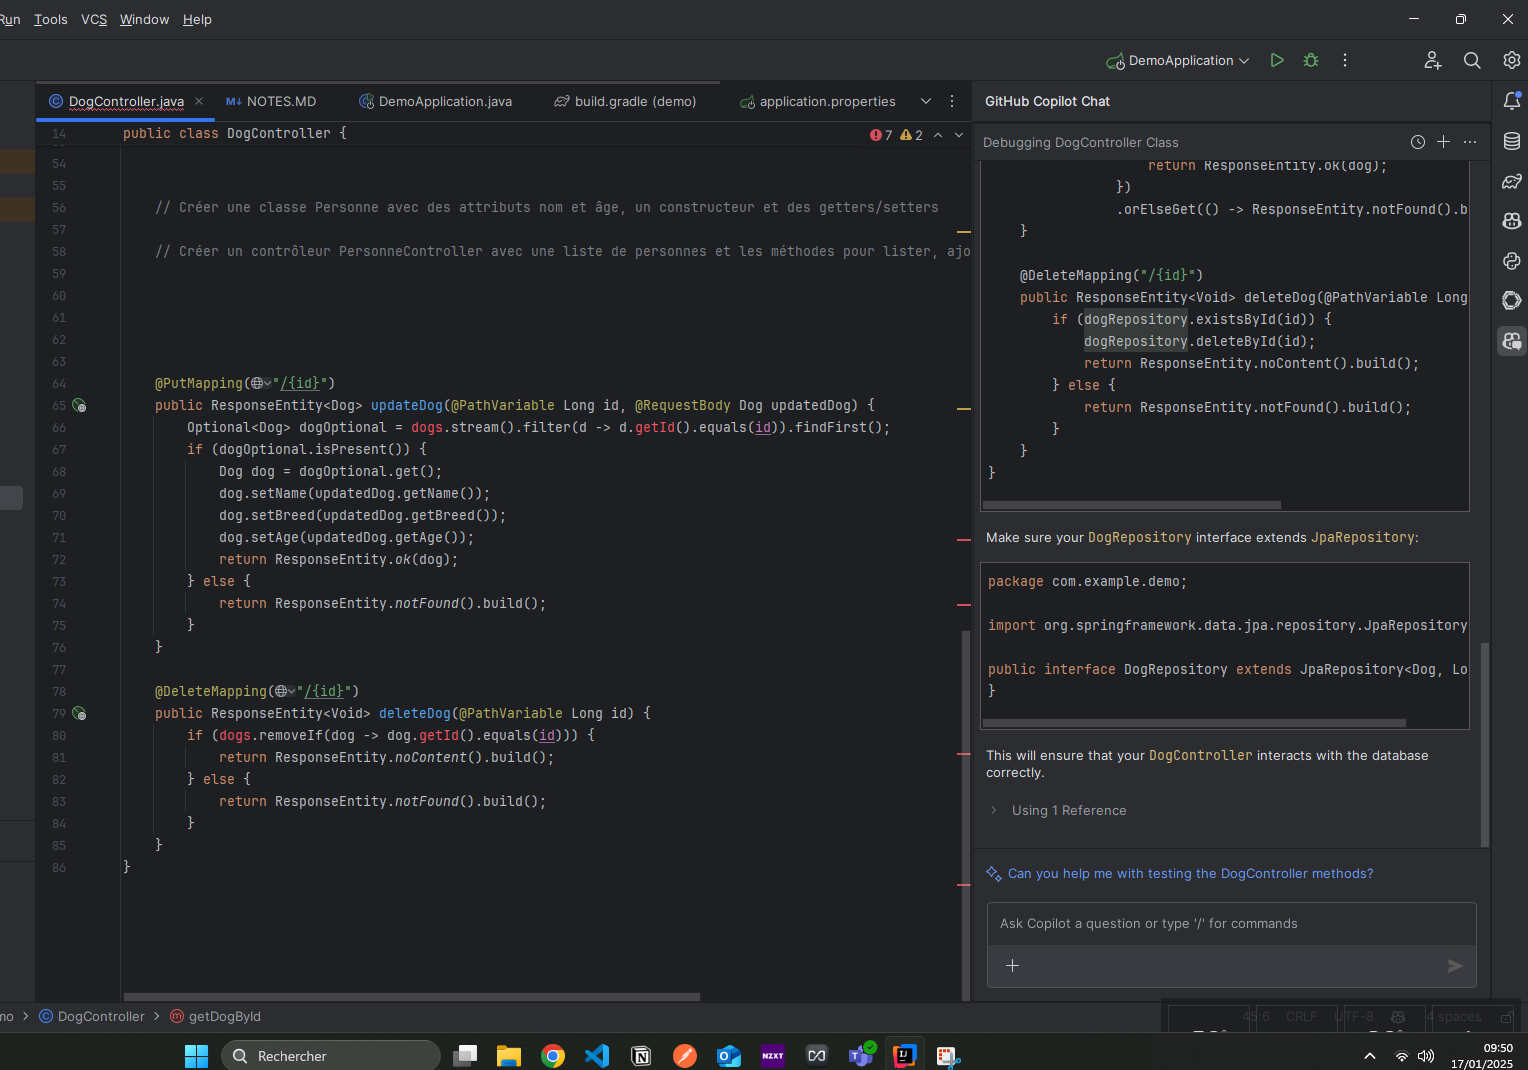 Run Tools VCS Window Help
DemoApplication
DogController.java NOTES.MD DemoApplication.java build.gradle (demo) application.properties
14 public class DogController { 7 2
54
55
56 // Créer une classe Personne avec des attributs nom et âge, un constructeur et des getters/setters
57
58 // Créer un contrôleur PersonneController avec une liste de personnes et les méthodes pour lister, ajo
59
60
61
62
63
64 @PutMapping("/{id}")
65 public ResponseEntity<Dog> updateDog(@PathVariable Long id, @RequestBody Dog updatedDog) {
66 Optional<Dog> dogOptional = dogs.stream().filter(d -> d.getId().equals(id)).findFirst();
67 if (dogOptional.isPresent()) {
68 Dog dog = dogOptional.get();
69 dog.setName(updatedDog.getName());
70 dog.setBreed(updatedDog.getBreed());
71 dog.setAge(updatedDog.getAge());
72 return ResponseEntity.ok(dog);
73 } else {
74 return ResponseEntity.notFound().build();
75 }
76 }
77
78 @DeleteMapping("/{id}")
79 public ResponseEntity<Void> deleteDog(@PathVariable Long id) {
80 if (dogs.removeIf(dog -> dog.getId().equals(id))) {
81 return ResponseEntity.noContent().build();
82 } else {
83 return ResponseEntity.notFound().build();
84 }
85 }
86 }
GitHub Copilot Chat
Debugging DogController Class
return ResponseEntity.ok(dog);
})
.orElseGet(() -> ResponseEntity.notFound().b
}
@DeleteMapping("/{id}")
public ResponseEntity<Void> deleteDog(@PathVariable Long
if (dogRepository.existsById(id)) {
dogRepository.deleteById(id);
return ResponseEntity.noContent().build();
} else {
return ResponseEntity.notFound().build();
}
}
}
Make sure your DogRepository interface extends JpaRepository:
package com.example.demo;
import org.springframework.data.jpa.repository.JpaRepository
public interface DogRepository extends JpaRepository<Dog, Lo
}
This will ensure that your DogController interacts with the database
correctly.
Using 1 Reference
Can you help me with testing the DogController methods?
Ask Copilot a question or type '/' for commands
mo > DogController > getDogById
45:6 CRLF UTF-8 4 spaces
Rechercher
NZXT
09:50
17/01/2025